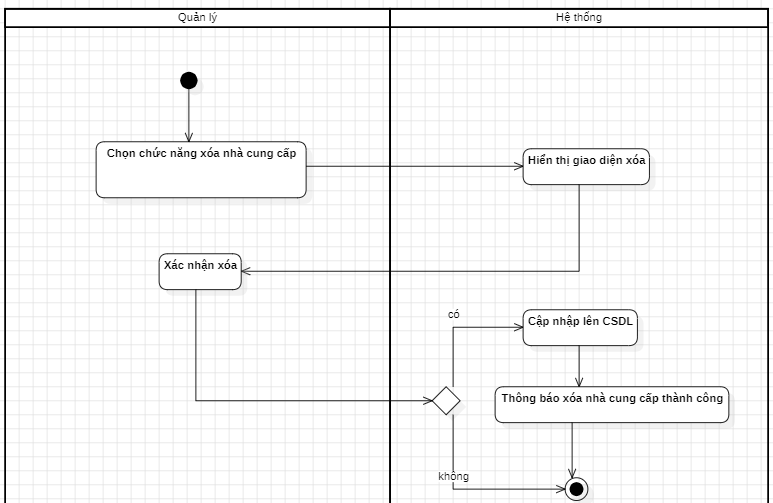 Quản lý
Hệ thống
Chọn chức năng xóa nhà cung cấp
Hiển thị giao diện xóa
Xác nhận xóa
có
Cập nhập lên CSDL
Thông báo xóa nhà cung cấp thành công
không